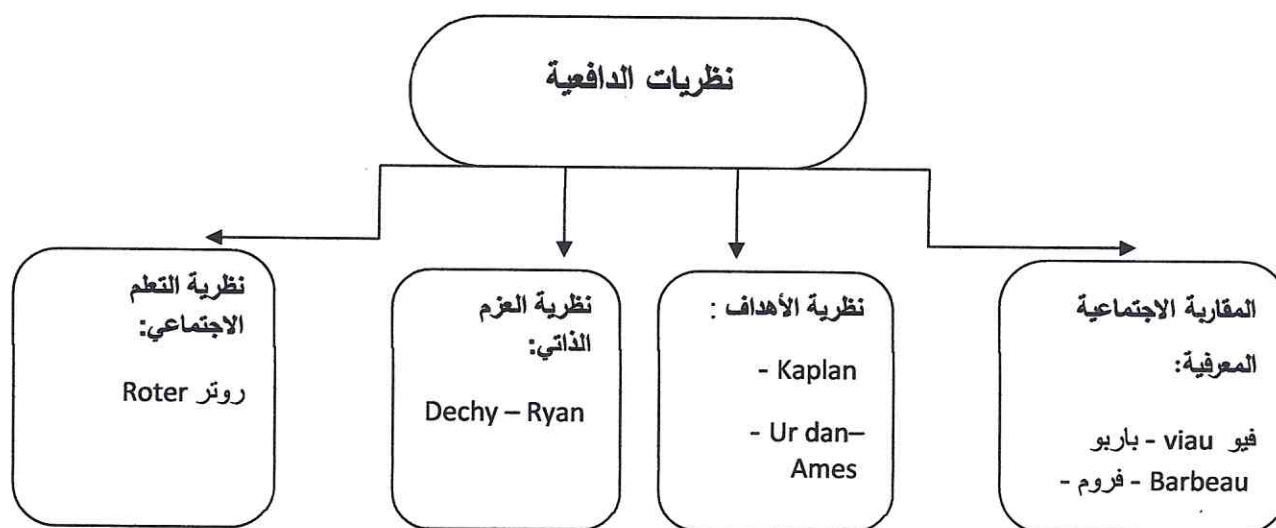 نظريات الدافعية
المقاربة الاجتماعية
المعرفية:
فيو viau - باربو
Barbeau - فروم -
نظرية الأهداف :
- Kaplan
- Ur dan–
Ames
نظرية العزم
الذاتي:
Dechy – Ryan
نظرية التعلم
الاجتماعي:
روتر Roter